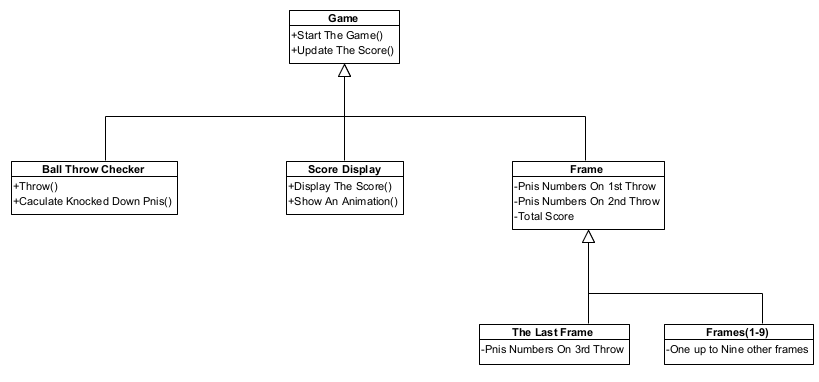 Game
+Start The Game()
+Update The Score()
Ball Throw Checker
+Throw()
+Caculate Knocked Down Pnis()
Score Display
+Display The Score()
+Show An Animation()
Frame
-Pnis Numbers On 1st Throw
-Pnis Numbers On 2nd Throw
-Total Score
The Last Frame
-Pnis Numbers On 3rd Throw
Frames(1-9)
-One up to Nine other frames